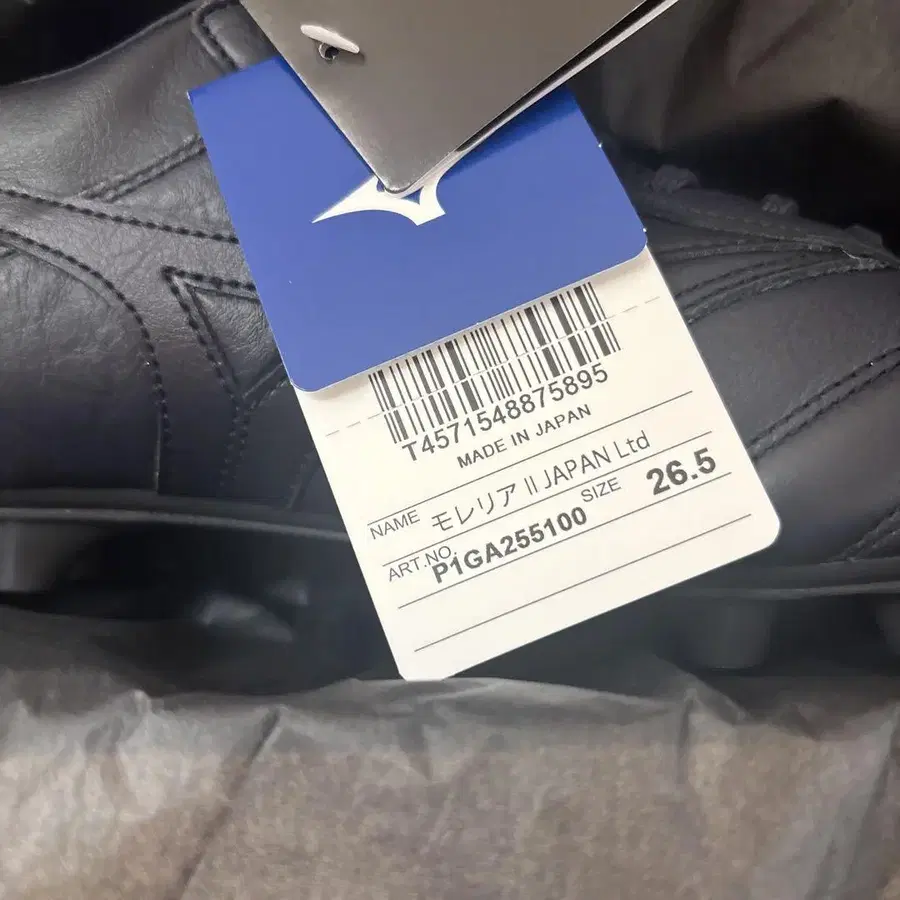 T4571548875895
MADE IN JAPAN
NAME モレリア II JAPAN Ltd
ART.NO. P1GA255100 SIZE 26.5